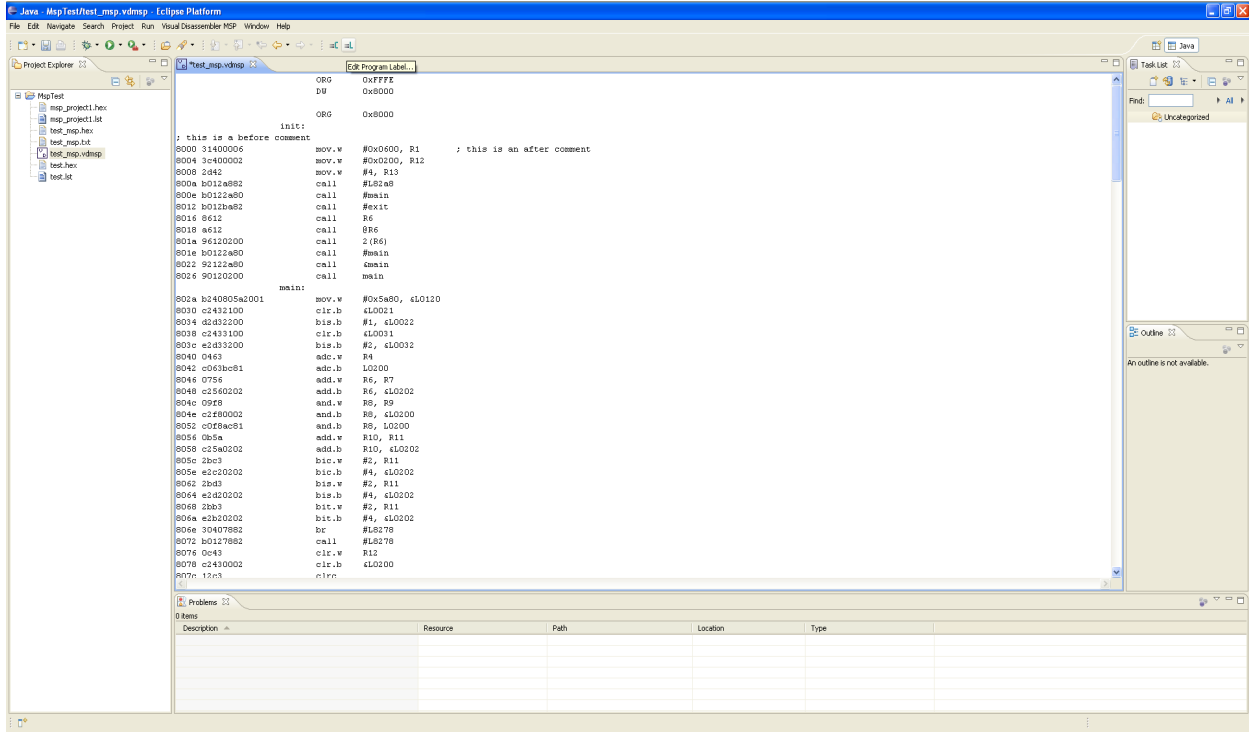 Java - MspTest/test_msp.vdmsp - Eclipse Platform
File Edit Navigate Search Project Run Visual Disassembler MSP Window Help
Java
Project Explorer
*test_msp.vdmsp
Edit Program Label...
Task List
MspTest
msp_project1.hex
msp_project1.lst
test_msp.hex
test_msp.txt
test_msp.vdmsp
test.hex
test.lst
ORG 0xFFFE
DW 0x8000
ORG 0x8000
init:
; this is a before comment
8000 31400006 mov.w #0x0600, R1 ; this is an after comment
8004 3c400002 mov.w #0x0200, R12
8008 2d42 mov.w #4, R13
800a b012a882 call #L82a8
800e b0122a80 call #main
8012 b012ba82 call #exit
8016 8612 call R6
8018 a612 call @R6
801a 96120200 call 2(R6)
801e b0122a80 call #main
8022 92122a80 call &main
8026 90120200 call main
main:
802a b240805a2001 mov.w #0x5a80, &L0120
8030 c2432100 clr.b &L0021
8034 d2d32200 bis.b #1, &L0022
8038 c2433100 clr.b &L0031
803c e2d33200 bis.b #2, &L0032
8040 0463 adc.w R4
8042 c063bc81 adc.b L0200
8046 0756 add.w R6, R7
8048 c2560202 add.b R6, &L0202
804c 09f8 and.w R8, R9
804e c2f80002 and.b R8, &L0200
8052 c0f8ac81 and.b R8, L0200
8056 0b5a add.w R10, R11
8058 c25a0202 add.b R10, &L0202
805c 2bc3 bic.w #2, R11
805e e2c20202 bic.b #4, &L0202
8062 2bd3 bis.w #2, R11
8064 e2d20202 bis.b #4, &L0202
8068 2bb3 bit.w #2, R11
806a e2b20202 bit.b #4, &L0202
806e 30407882 br #L8278
8072 b0127882 call #L8278
8076 0c43 clr.w R12
8078 c2430002 clr.b &L0200
807c 12c3 clrc
Find:
All
Uncategorized
Outline
An outline is not available.
Problems
0 items
Description Resource Path Location Type